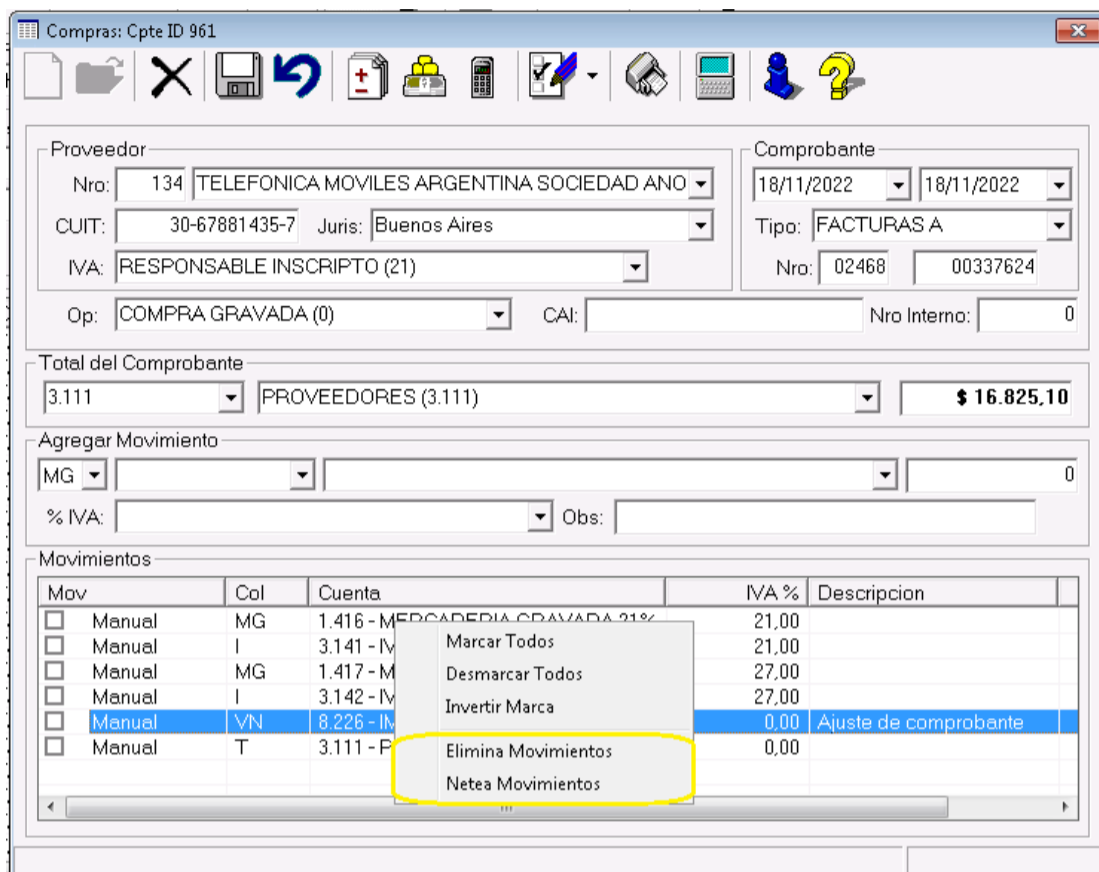 Compras: Cpte ID 961
Proveedor
Nro: 134 TELEFONICA MOVILES ARGENTINA SOCIEDAD ANO
CUIT: 30-67881435-7 Juris: Buenos Aires
IVA: RESPONSABLE INSCRIPTO (21)
Comprobante
18/11/2022 18/11/2022
Tipo: FACTURAS A
Nro: 02468 00337624
Op: COMPRA GRAVADA (0) CAI: Nro Interno: 0
Total del Comprobante
3.111 PROVEEDORES (3.111) $ 16.825,10
Agregar Movimiento
MG 0
% IVA: Obs:
Movimientos
Mov Col Cuenta IVA % Descripcion
Manual MG 1.416 - MERCADERIA GRAVADA 21% 21,00
Manual I 3.141 - IV 21,00
Manual MG 1.417 - M 27,00
Manual I 3.142 - IV 27,00
Manual VN 8.226 - IM 0,00 Ajuste de comprobante
Manual T 3.111 - P 0,00
Marcar Todos
Desmarcar Todos
Invertir Marca
Elimina Movimientos
Netea Movimientos